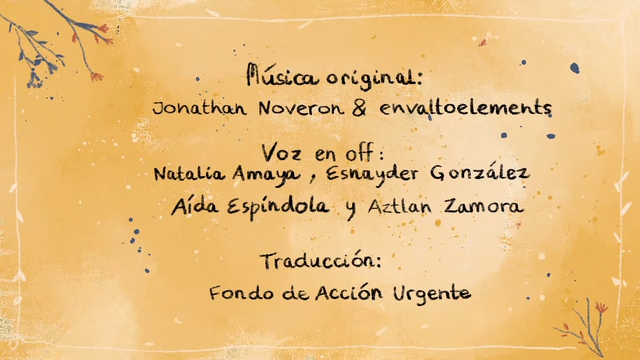 Música original:
Jonathan Noveron & envaltoelements
Voz en off:
Natalia Amaya, Esnayder González
Aída Espíndola y Aztlan Zamora
Traducción:
Fondo de Acción Urgente